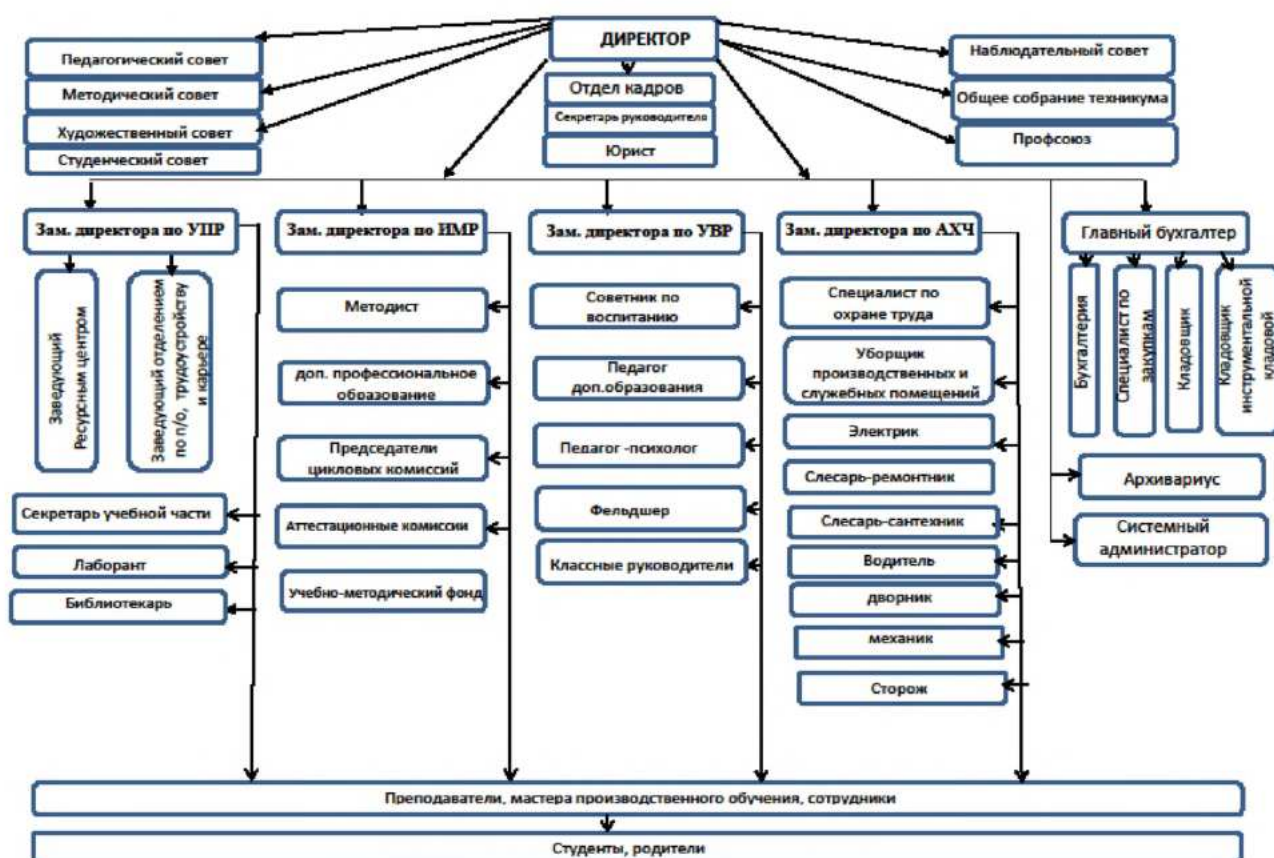 ДИРЕКТОР
Педагогический совет
Методический совет
Художественный совет
Студенческий совет
Отдел кадров
Секретарь руководителя
Юрист
Наблюдательный совет
Общее собрание техникума
Профсоюз
Зам. директора по УПР
Зам. директора по ИМР
Зам. директора по УВР
Зам. директора по АХЧ
Главный бухгалтер
Заведующий
Ресурсным центром
Заведующий отделением
по п/о, трудоустройству
и карьере
Секретарь учебной части
Лаборант
Библиотекарь
Методист
доп. профессиональное
образование
Председатели
цикловых комиссий
Аттестационные комиссии
Учебно-методический фонд
Советник по
воспитанию
Педагог
доп.образования
Педагог -психолог
Фельдшер
Классные руководители
Специалист по
охране труда
Уборщик
производственных и
служебных помещений
Электрик
Слесарь-ремонтник
Слесарь-сантехник
Водитель
дворник
механик
Сторож
Бухгалтерия
Специалист по
закупкам
Кладовщик
Кладовщик
инструментальной
кладовой
Архивариус
Системный
администратор
Преподаватели, мастера производственного обучения, сотрудники
Студенты, родители